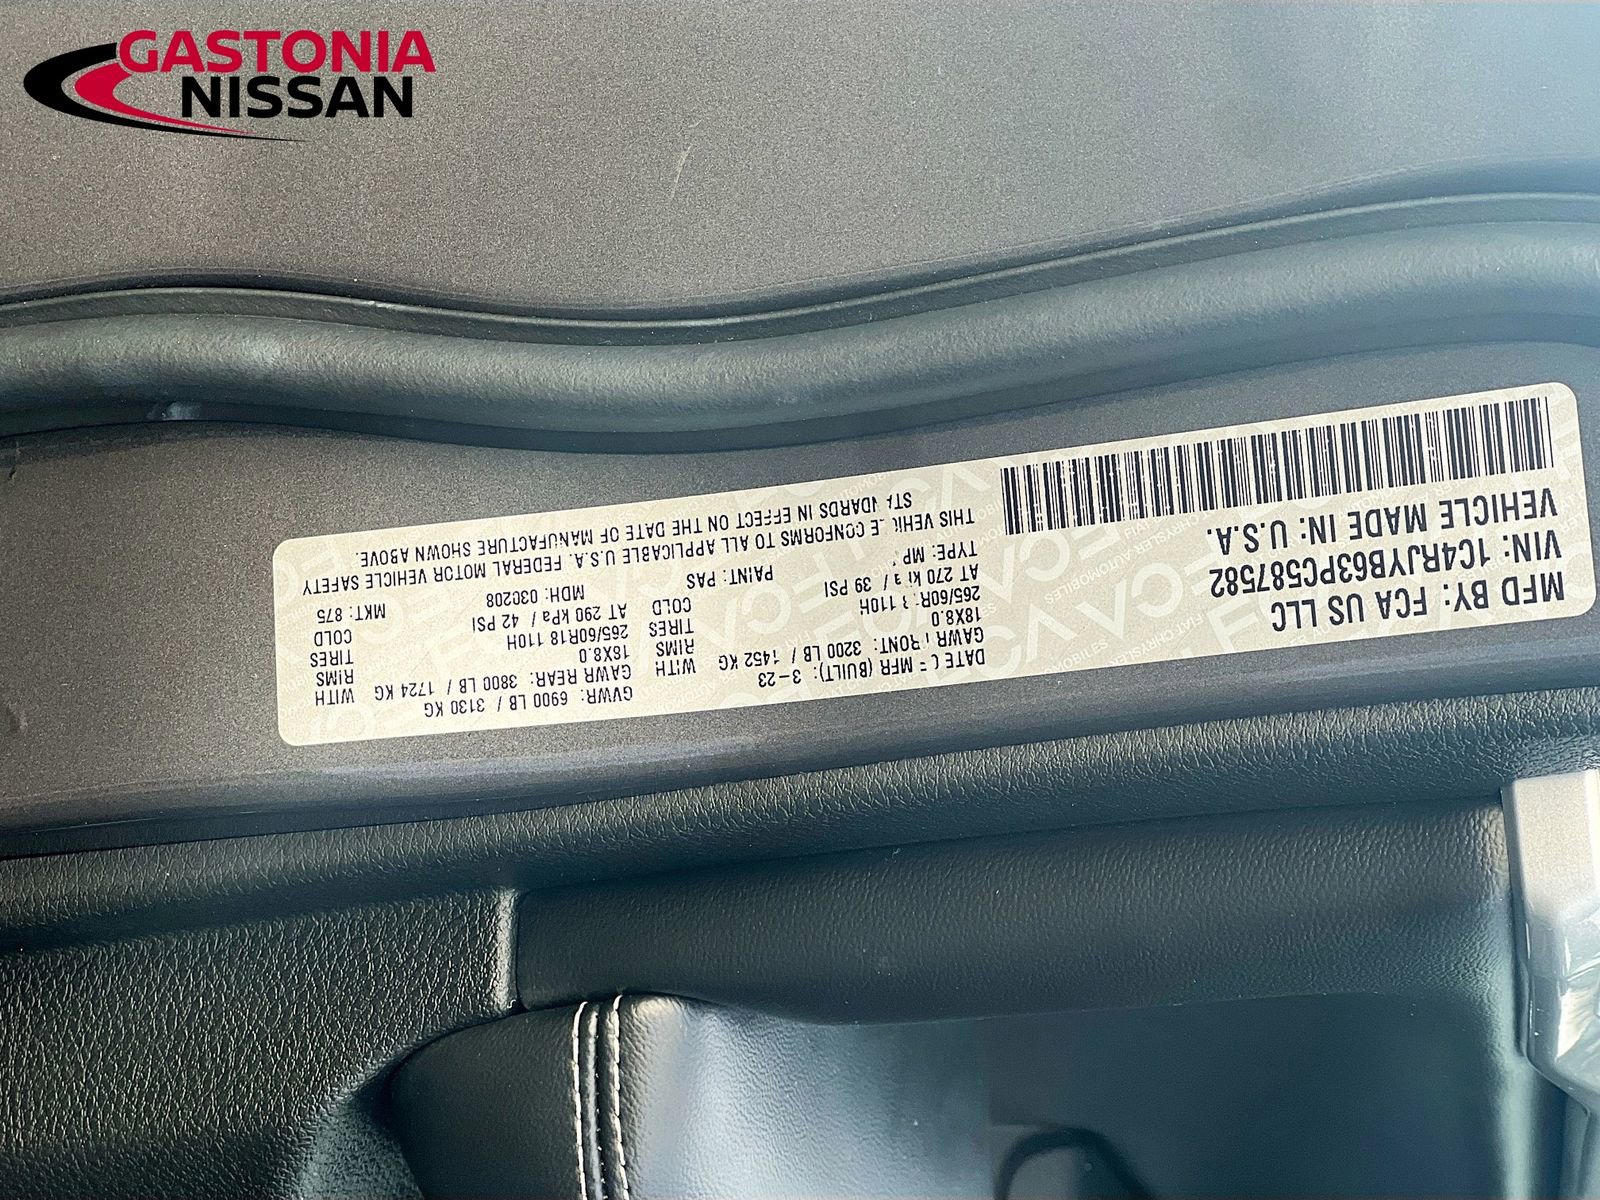 GASTONIA
NISSAN
MFD BY: FCA US LLC
VIN: 1C4RJYB63PC587582
VEHICLE MADE IN: U.S.A.
DATE OF MFR (BUILT): 3-23
GAWR FRONT: 3200 LB / 1452 KG WITH
18X8.0 RIMS
265/60R18 110H TIRES
AT 270 kPa / 39 PSI COLD
TYPE: PAINT: PAS
GVWR: 6900 LB / 3130 KG
GAWR REAR: 3800 LB / 1724 KG WITH
18X8.0 RIMS
265/60R18 110H TIRES
AT 290 kPa / 42 PSI COLD
MDH: 030208 MKT: 875
THIS VEHICLE CONFORMS TO ALL APPLICABLE U.S.A. FEDERAL MOTOR VEHICLE SAFETY
STANDARDS IN EFFECT ON THE DATE OF MANUFACTURE SHOWN ABOVE.